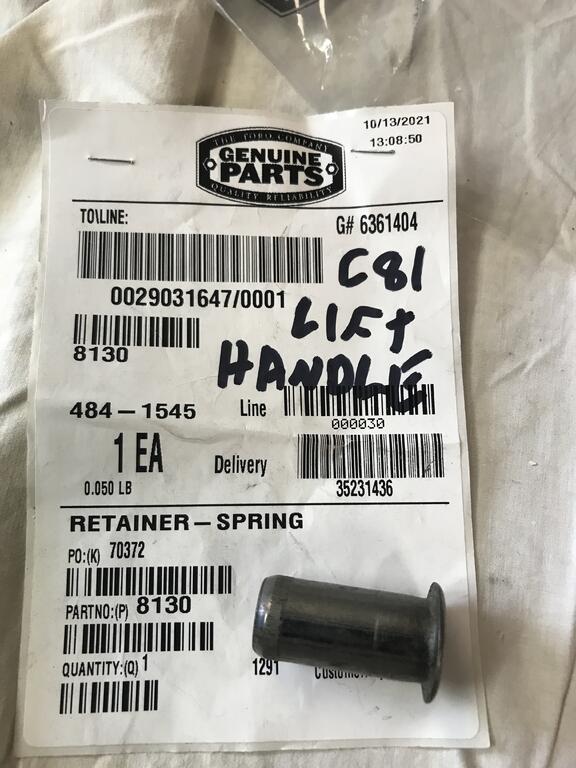 10/13/2021
13:08:50
THE TORO COMPANY
GENUINE
PARTS
QUALITY RELIABILITY
TO\LINE:
G# 6361404
C81
0029031647/0001
LIFT
8130
HANDLE
484-1545
Line
000030
1 EA
Delivery
0.050 LB
35231436
RETAINER-SPRING
PO:(K) 70372
PARTNO:(P) 8130
QUANTITY:(Q) 1
1291